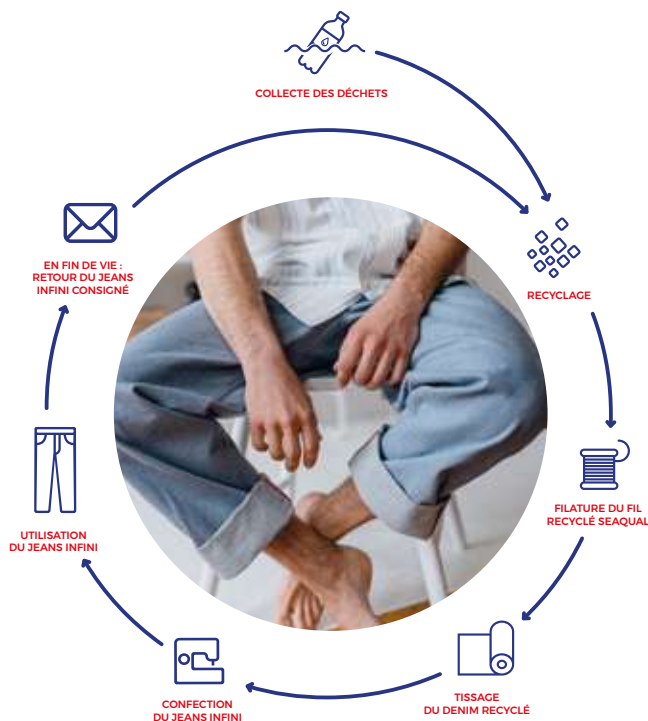 COLLECTE DES DÉCHETS
RECYCLAGE
FILATURE DU FIL
RECYCLÉ SEAQUAL
TISSAGE
DU DENIM RECYCLÉ
CONFECTION
DU JEANS INFINI
UTILISATION
DU JEANS INFINI
EN FIN DE VIE :
RETOUR DU JEANS
INFINI CONSIGNÉ